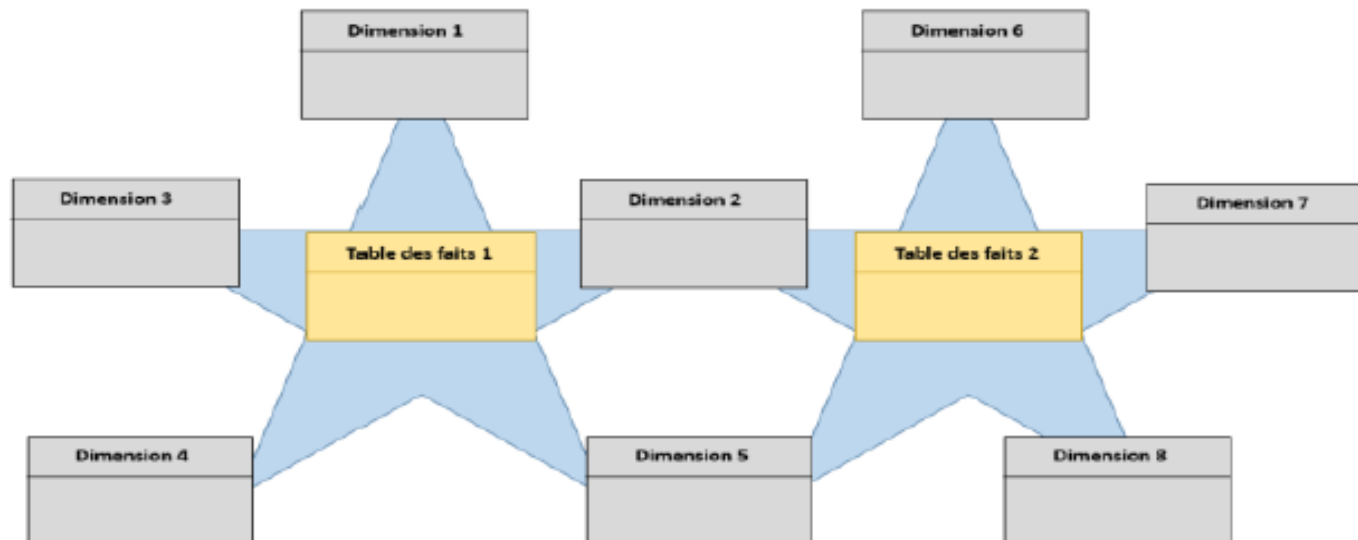 Dimension 1
Dimension 6
Dimension 3
Dimension 2
Dimension 7
Table des faits 1
Table des faits 2
Dimension 4
Dimension 5
Dimension 8